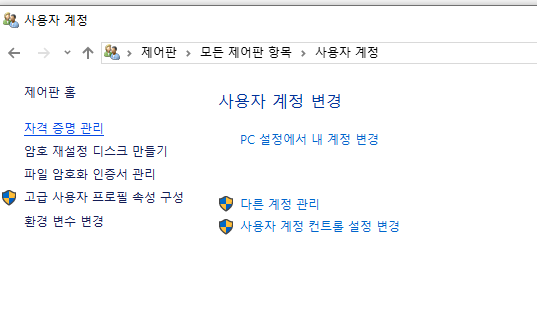 사용자 계정
제어판 > 모든 제어판 항목 > 사용자 계정
제어판 홈
자격 증명 관리
암호 재설정 디스크 만들기
파일 암호화 인증서 관리
고급 사용자 프로필 속성 구성
환경 변수 변경
사용자 계정 변경
PC 설정에서 내 계정 변경
다른 계정 관리
사용자 계정 컨트롤 설정 변경